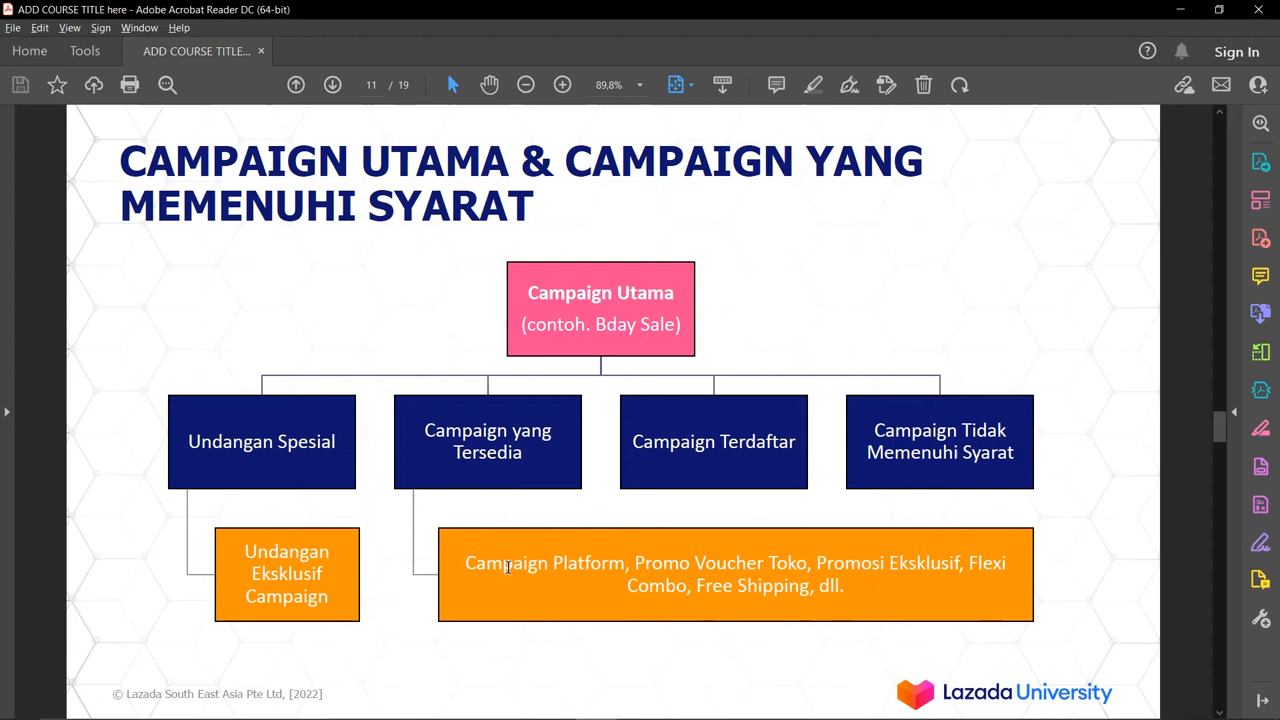 ADD COURSE TITLE here - Adobe Acrobat Reader DC (64-bit)
File Edit View Sign Window Help
Home Tools ADD COURSE TITLE... × Sign In
11 / 19 89,8%
CAMPAIGN UTAMA & CAMPAIGN YANG
MEMENUHI SYARAT
Campaign Utama
(contoh. Bday Sale)
Undangan Spesial
Campaign yang
Tersedia
Campaign Terdaftar
Campaign Tidak
Memenuhi Syarat
Undangan
Eksklusif
Campaign
Campaign Platform, Promo Voucher Toko, Promosi Eksklusif, Flexi
Combo, Free Shipping, dll.
© Lazada South East Asia Pte Ltd, [2022]
Lazada University